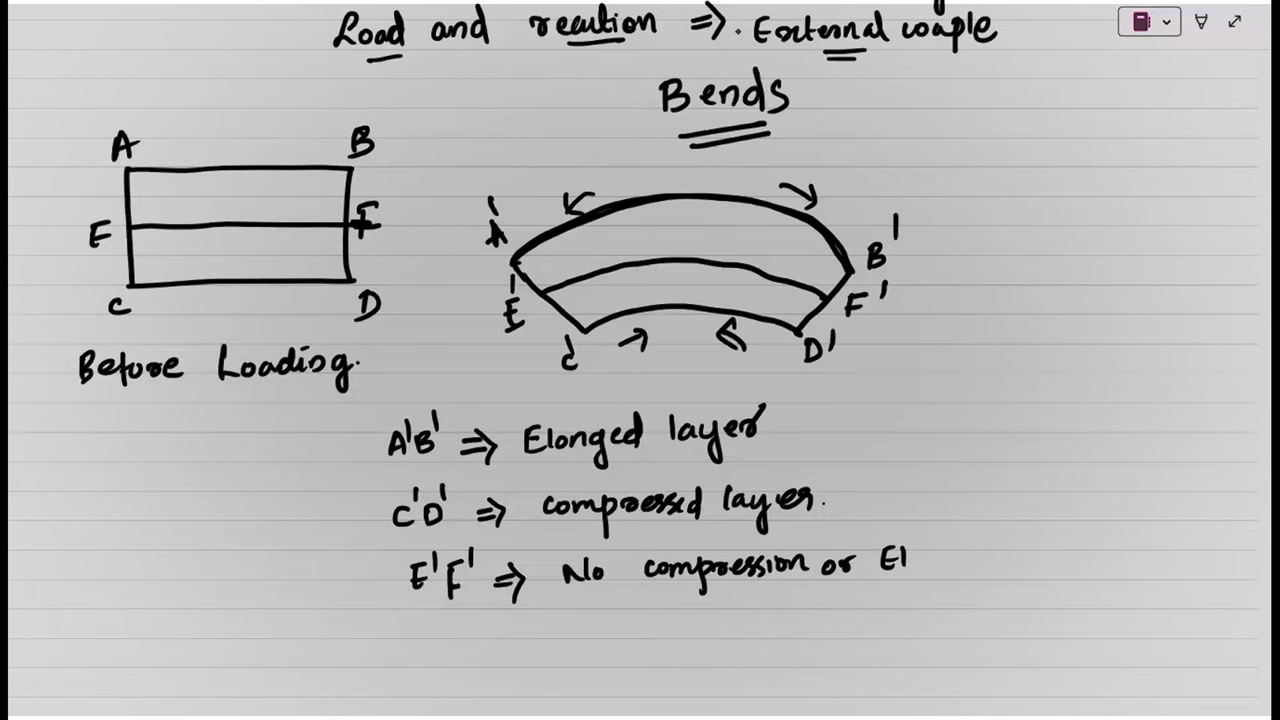 Load and reaction => External couple
Bends
A B
E F
C D
Before Loading.
A' B'
E' F'
C' D'
A'B' => Elonged layer
C'D' => compressed layer.
E'F' => No compression or El